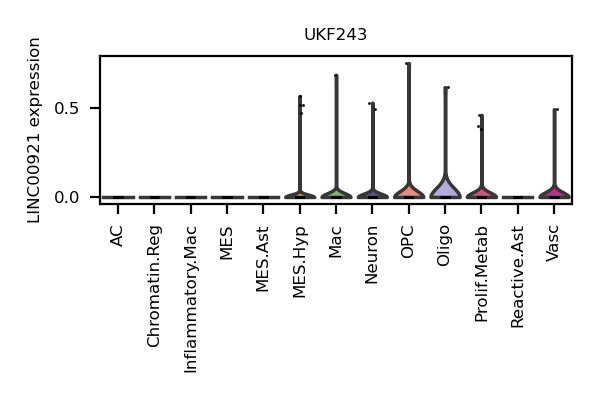 UKF243
LINC00921 expression
0.5
0.0
AC
Chromatin.Reg
Inflammatory.Mac
MES
MES.Ast
MES.Hyp
Mac
Neuron
OPC
Oligo
Prolif.Metab
Reactive.Ast
Vasc